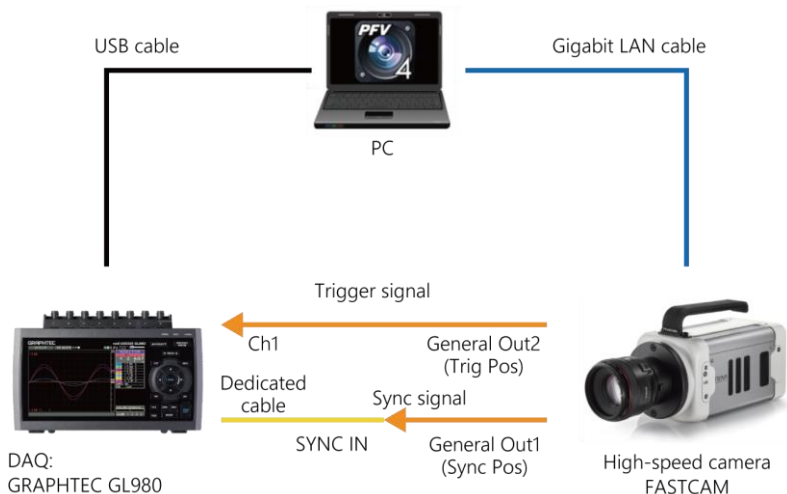 PFV
4
USB cable
Gigabit LAN cable
PC
Trigger signal
Ch1
General Out2
(Trig Pos)
Dedicated
cable
Sync signal
SYNC IN
General Out1
(Sync Pos)
GRAPHTEC
DAQ:
GRAPHTEC GL980
High-speed camera
FASTCAM